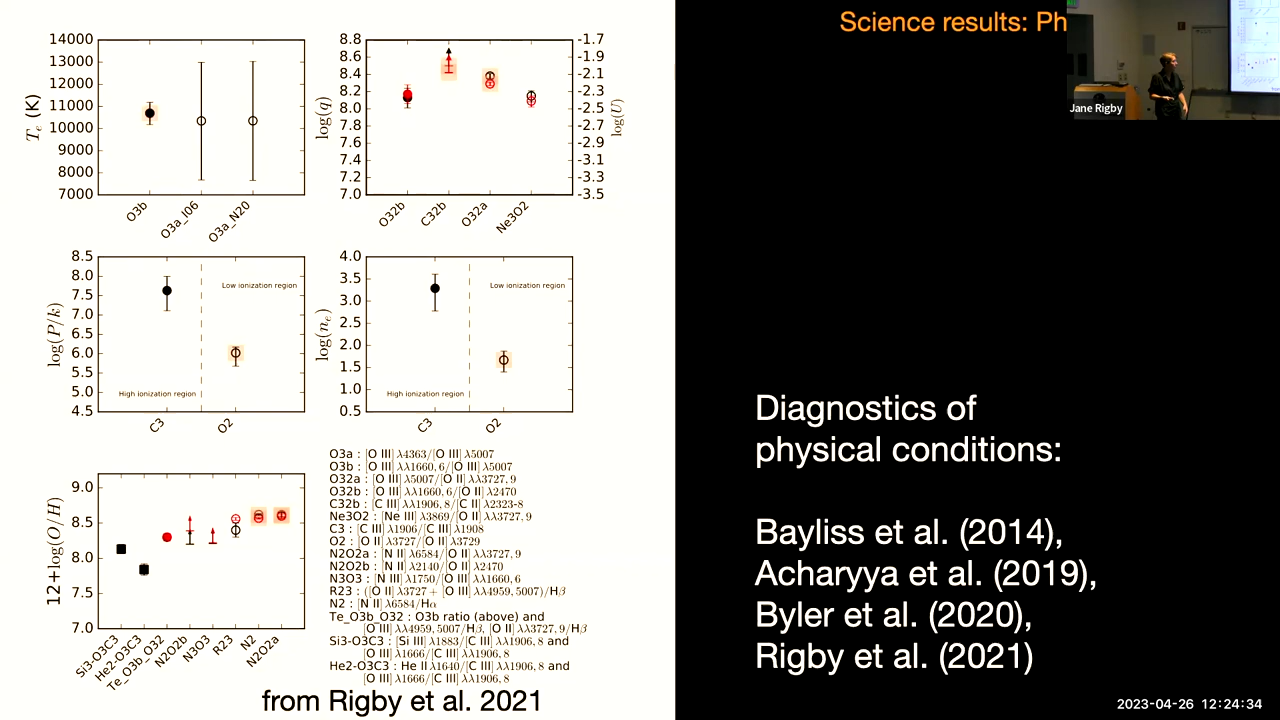 Science results: Ph
Jane Rigby
14000
13000
12000
11000
10000
9000
8000
7000
T_e (K)
O3b
O3a_I06
O3a_N20
8.8
8.6
8.4
8.2
8.0
7.8
7.6
7.4
7.2
7.0
log(q)
-1.7
-1.9
-2.1
-2.3
-2.5
-2.7
-2.9
-3.1
-3.3
-3.5
log(U)
O32b
C32b
O32a
Ne3O2
8.5
8.0
7.5
7.0
6.5
6.0
5.5
5.0
4.5
log(P/k)
Low ionization region
High ionization region
C3
O2
4.0
3.5
3.0
2.5
2.0
1.5
1.0
0.5
log(n_e)
Low ionization region
High ionization region
C3
O2
9.0
8.5
8.0
7.5
7.0
12+log(O/H)
Si3-O3C3
He2-O3C3
Te_O3b_O32
N2O2b
N3O3
R23
N2
N2O2a
O3a : [O III] λ4363/[O III] λ5007
O3b : [O III] λλ1660, 6/[O III] λ5007
O32a : [O III] λ5007/[O II] λλ3727, 9
O32b : [O III] λλ1660, 6/[O II] λ2470
C32b : [C III] λλ1906, 8/[C II] λ2323-8
Ne3O2 : [Ne III] λ3869/[O II] λλ3727, 9
C3 : [C III] λ1906/[C III] λ1908
O2 : [O II] λ3727/[O II] λ3729
N2O2a : [N II] λ6584/[O II] λλ3727, 9
N2O2b : [N II] λ2140/[O II] λ2470
N3O3 : [N III] λ1750/[O III] λλ1660, 6
R23 : ([O II] λ3727 + [O III] λλ4959, 5007)/Hβ
N2 : [N II] λ6584/Hα
Te_O3b_O32 : O3b ratio (above) and
[O III] λλ4959, 5007/Hβ, [O II] λλ3727, 9/Hβ
Si3-O3C3 : [Si III] λ1883/[C III] λλ1906, 8 and
[O III] λ1666/[C III] λλ1906, 8
He2-O3C3 : He II λ1640/[C III] λλ1906, 8 and
[O III] λ1666/[C III] λλ1906, 8
from Rigby et al. 2021
Diagnostics of
physical conditions:
Bayliss et al. (2014),
Acharyya et al. (2019),
Byler et al. (2020),
Rigby et al. (2021)
2023-04-26 12:24:34